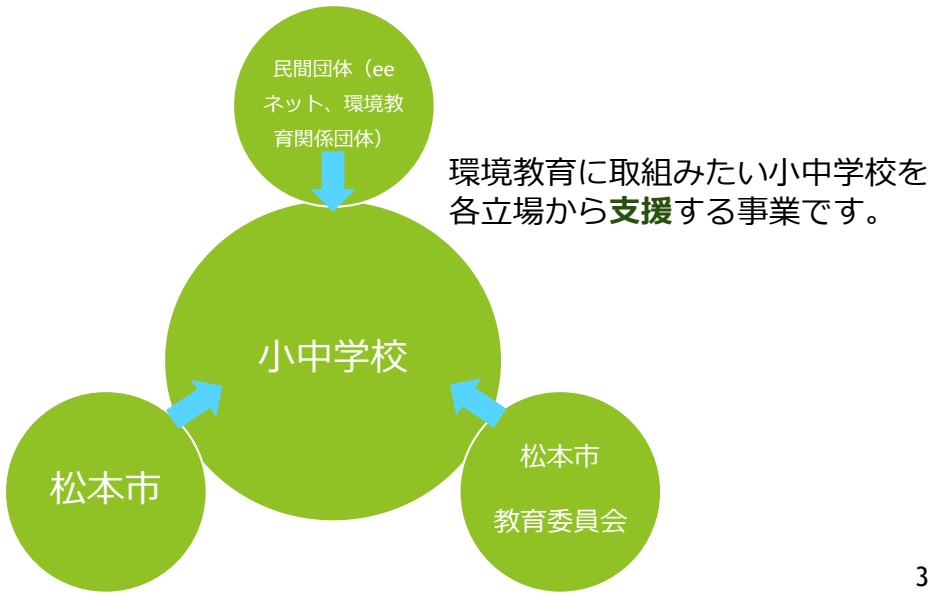 民間団体（ee
ネット、環境教
育関係団体）
環境教育に取組みたい小中学校を
各立場から支援する事業です。
小中学校
松本市
松本市
教育委員会
3